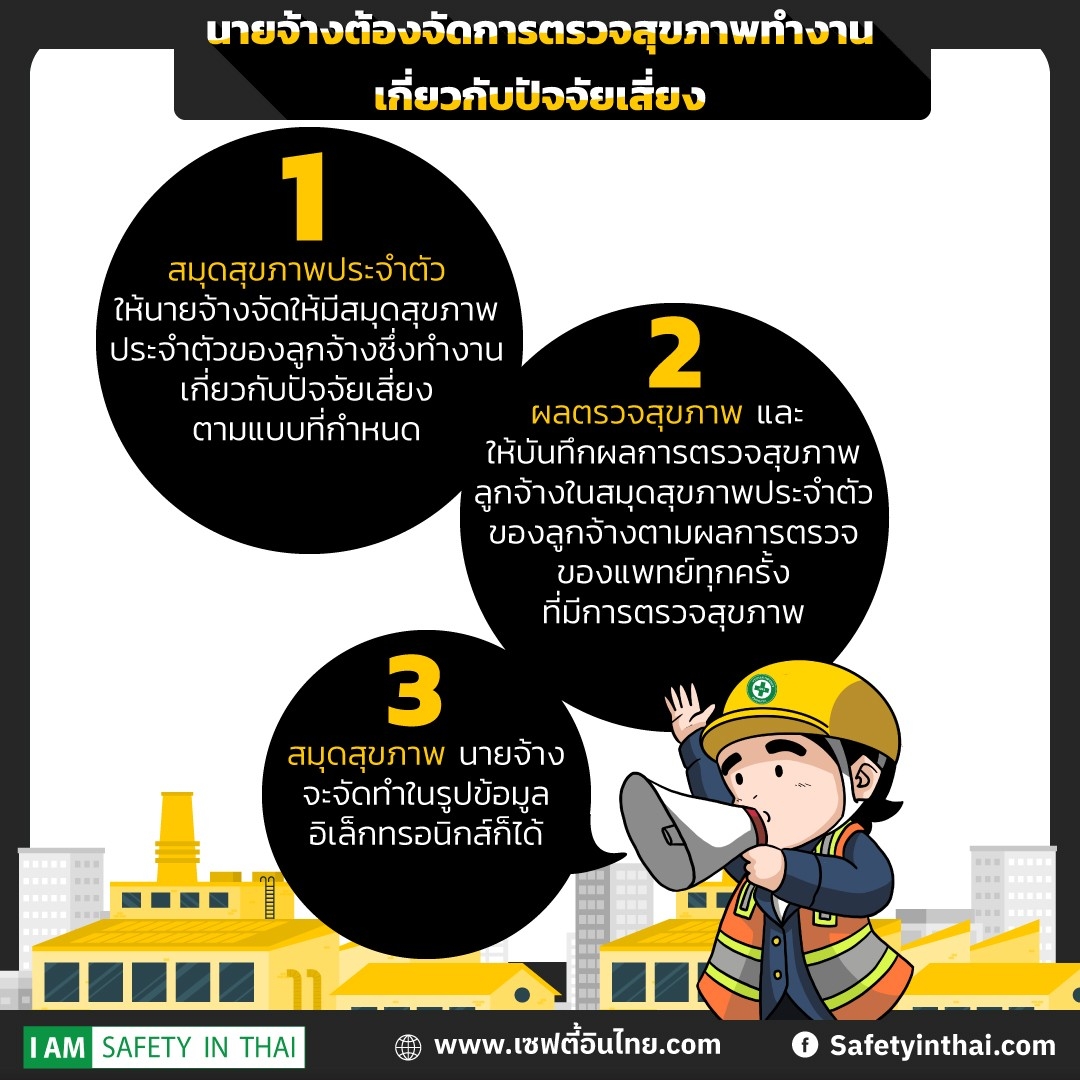 นายจ้างต้องจัดการตรวจสุขภาพทำงาน
เกี่ยวกับปัจจัยเสี่ยง
1
สมุดสุขภาพประจำตัว
ให้นายจ้างจัดให้มีสมุดสุขภาพ
ประจำตัวของลูกจ้างซึ่งทำงาน
เกี่ยวกับปัจจัยเสี่ยง
ตามแบบที่กำหนด
2
ผลตรวจสุขภาพ และ
ให้บันทึกผลการตรวจสุขภาพ
ลูกจ้างในสมุดสุขภาพประจำตัว
ของลูกจ้างตามผลการตรวจ
ของแพทย์ทุกครั้ง
ที่มีการตรวจสุขภาพ
3
สมุดสุขภาพ นายจ้าง
จะจัดทำในรูปข้อมูล
อิเล็กทรอนิกส์ก็ได้
I AM SAFETY IN THAI
www.เซฟตี้อินไทย.com
Safetyinthai.com